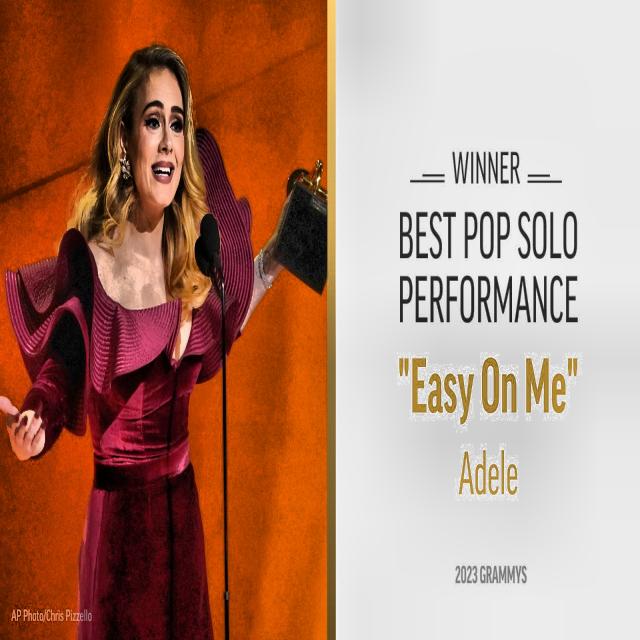 WINNER
BEST POP SOLO
PERFORMANCE
"Easy On Me"
Adele
2023 GRAMMYS
AP Photo/Chris Pizzello